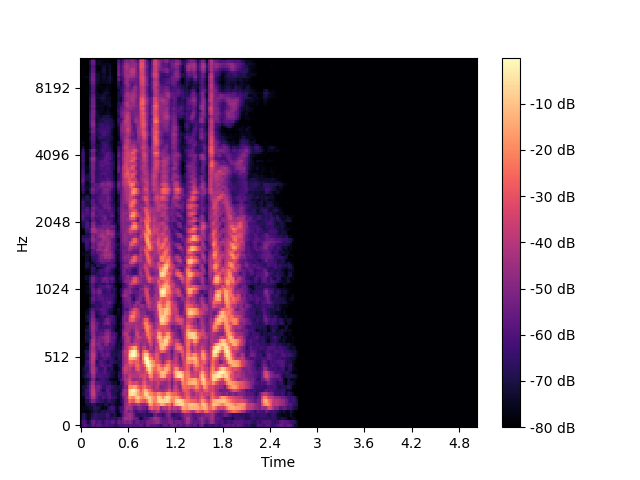 8192
4096
2048
1024
512
0
Hz
0 0.6 1.2 1.8 2.4 3 3.6 4.2 4.8
Time
-10 dB
-20 dB
-30 dB
-40 dB
-50 dB
-60 dB
-70 dB
-80 dB